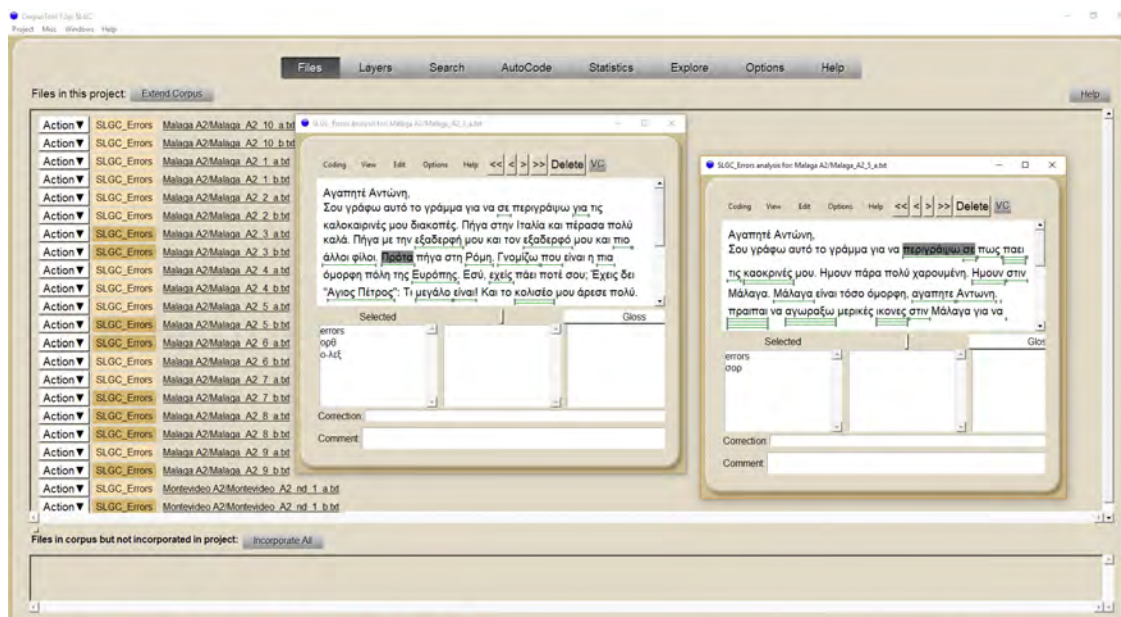 Project Misc Windows Help
Files Layers Search AutoCode Statistics Explore Options Help
Files in this project: Extend Corpus Help
Action▼ SLGC_Errors Malaga A2/Malaga_A2_10_a.txt
Action▼ SLGC_Errors Malaga A2/Malaga_A2_10_b.txt
Action▼ SLGC_Errors Malaga A2/Malaga_A2_1_a.txt
Action▼ SLGC_Errors Malaga A2/Malaga_A2_1_b.txt
Action▼ SLGC_Errors Malaga A2/Malaga_A2_2_a.txt
Action▼ SLGC_Errors Malaga A2/Malaga_A2_2_b.txt
Action▼ SLGC_Errors Malaga A2/Malaga_A2_3_a.txt
Action▼ SLGC_Errors Malaga A2/Malaga_A2_3_b.txt
Action▼ SLGC_Errors Malaga A2/Malaga_A2_4_a.txt
Action▼ SLGC_Errors Malaga A2/Malaga_A2_4_b.txt
Action▼ SLGC_Errors Malaga A2/Malaga_A2_5_a.txt
Action▼ SLGC_Errors Malaga A2/Malaga_A2_5_b.txt
Action▼ SLGC_Errors Malaga A2/Malaga_A2_6_a.txt
Action▼ SLGC_Errors Malaga A2/Malaga_A2_6_b.txt
Action▼ SLGC_Errors Malaga A2/Malaga_A2_7_a.txt
Action▼ SLGC_Errors Malaga A2/Malaga_A2_7_b.txt
Action▼ SLGC_Errors Malaga A2/Malaga_A2_8_a.txt
Action▼ SLGC_Errors Malaga A2/Malaga_A2_8_b.txt
Action▼ SLGC_Errors Malaga A2/Malaga_A2_9_a.txt
Action▼ SLGC_Errors Malaga A2/Malaga_A2_9_b.txt
Action▼ SLGC_Errors Montevideo A2/Montevideo_A2_nd_1_a.txt
Action▼ SLGC_Errors Montevideo A2/Montevideo_A2_nd_1_b.txt
SLGC_Errors analysis for: Malaga A2/
Coding View Edit Options Help << < > >> Delete VC
Αγαπητέ Αντώνη,
Σου γράφω αυτό το γράμμα για να σε περιγράψω για τις
καλοκαιρινές μου διακοπές. Πήγα στην Ιταλία και πέρασα πολύ
καλά. Πήγα με την εξαδερφή μου και τον εξαδερφό μου και πιο
άλλοι φίλοι. Πρότα πήγα στη Ρόμη. Γνομίζω που είναι η πια
όμορφη πόλη της Ευρόπης. Εσύ, εχείς πάει ποτέ σου; Έχεις δει
"Αγιος Πέτρος": Τι μεγάλο είναι! Και το κολισέο μου άρεσε πολύ.
Selected Gloss
errors
ορθ
ο-λεξ
Correction:
Comment:
SLGC_Errors analysis for: Malaga A2/Malaga_A2_5_a.txt
Coding View Edit Options Help << < > >> Delete VC
Αγαπητέ Αντώνη,
Σου γράφω αυτό το γράμμα για να περιγράψω σε πως παει
τις καοκρινές μου. Ημουν πάρα πολύ χαρουμένη. Ημουν στιν
Μάλαγα. Μάλαγα είναι τόσο όμορφη, αγαπητε Αντωνη,
πραιπαι να αγωραξω μερικές ικονες στιν Μάλαγα για να
Selected Glos
errors
σορ
Correction:
Comment:
Files in corpus but not incorporated in project: Incorporate All